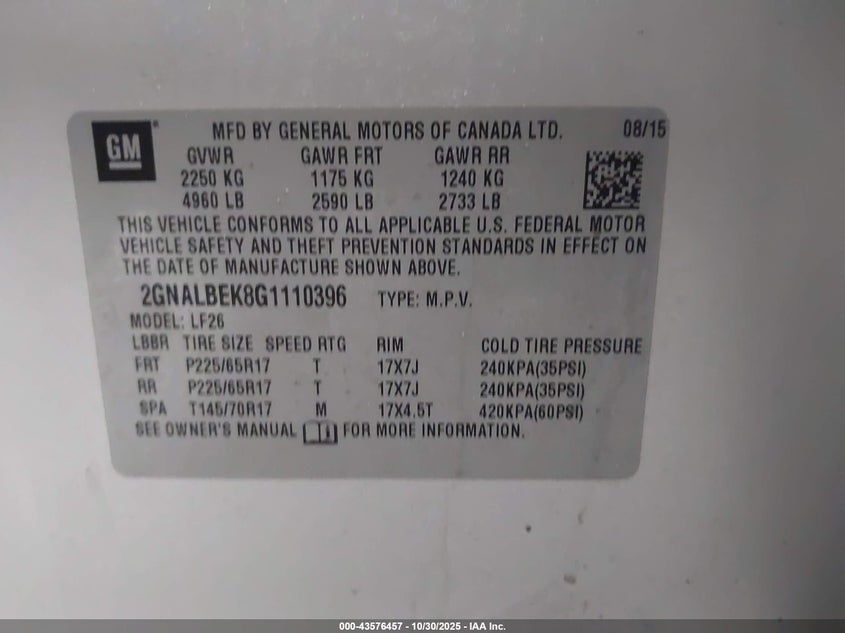 GM ® MFD BY GENERAL MOTORS OF CANADA LTD. 08/15
GVWR GAWR FRT GAWR RR
2250 KG 1175 KG 1240 KG
4960 LB 2590 LB 2733 LB
THIS VEHICLE CONFORMS TO ALL APPLICABLE U.S. FEDERAL MOTOR
VEHICLE SAFETY AND THEFT PREVENTION STANDARDS IN EFFECT ON
THE DATE OF MANUFACTURE SHOWN ABOVE.
2GNALBEK8G1110396 TYPE: M.P.V.
MODEL: LF26
LBBR TIRE SIZE SPEED RTG RIM COLD TIRE PRESSURE
FRT P225/65R17 T 17X7J 240KPA(35PSI)
RR P225/65R17 T 17X7J 240KPA(35PSI)
SPA T145/70R17 M 17X4.5T 420KPA(60PSI)
SEE OWNER'S MANUAL FOR MORE INFORMATION.
000-43576457 - 10/30/2025 - IAA Inc.